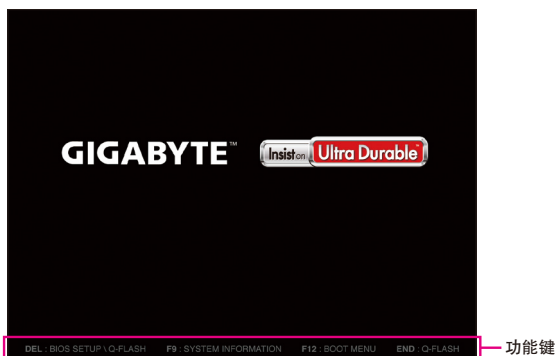 GIGABYTE™ Insist on Ultra Durable™
DEL : BIOS SETUP \ Q-FLASH F9 : SYSTEM INFORMATION F12 : BOOT MENU END : Q-FLASH
功能键